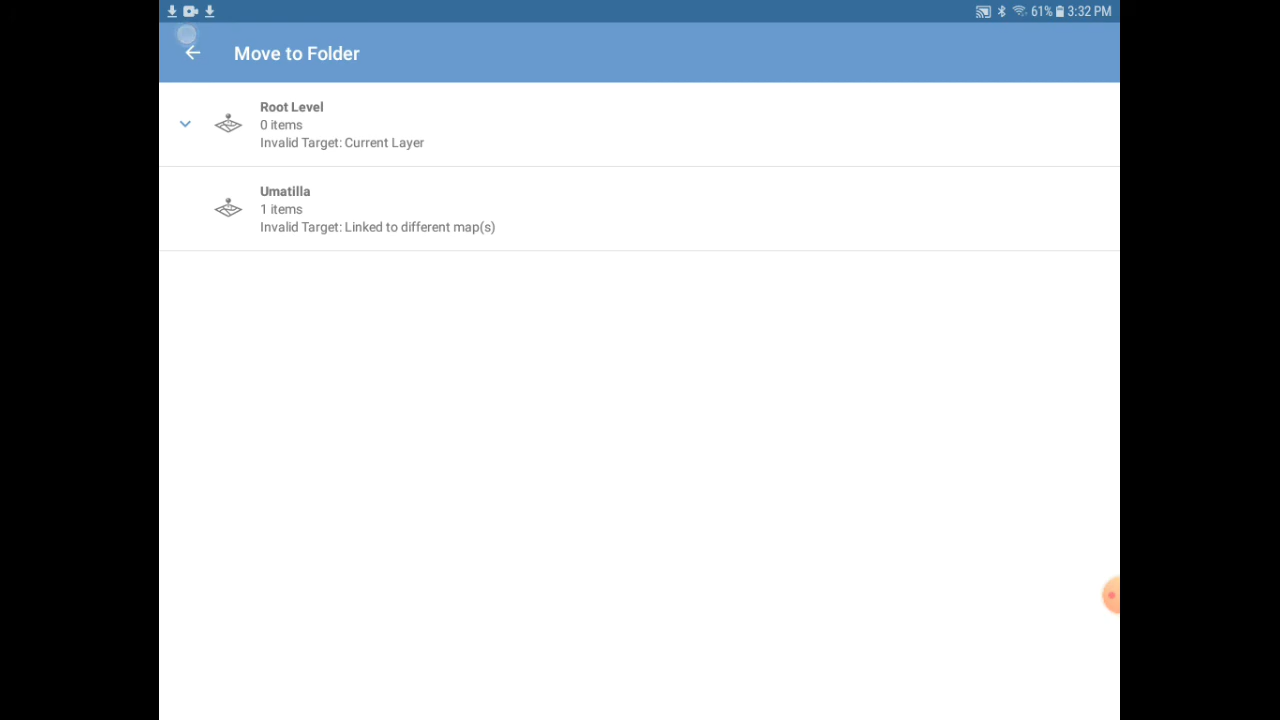 61% 3:32 PM
Move to Folder
Root Level
0 items
Invalid Target: Current Layer
Umatilla
1 items
Invalid Target: Linked to different map(s)